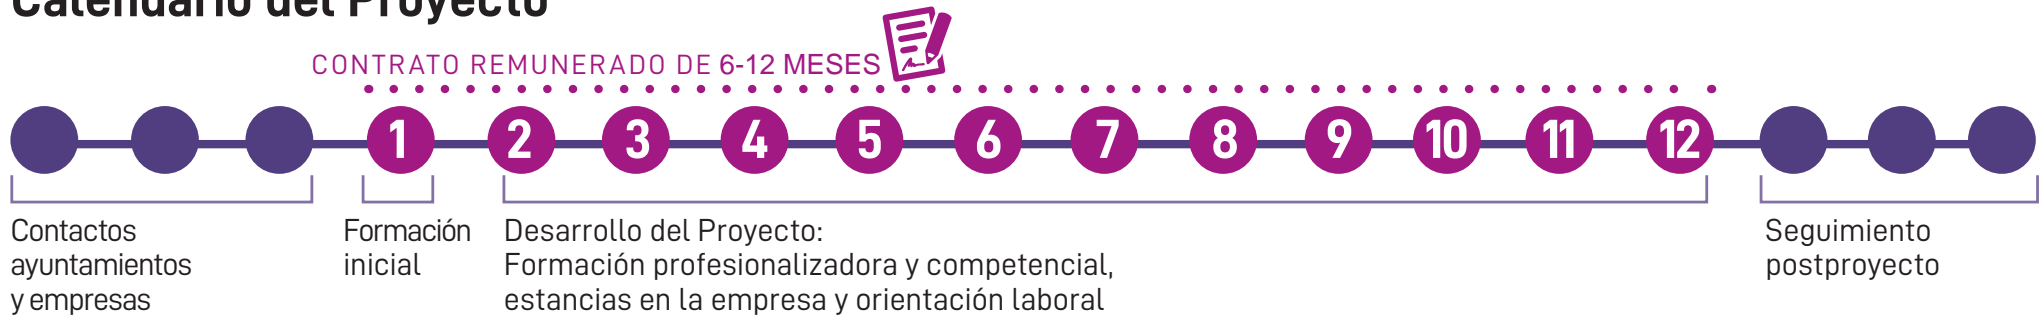 Calendario del Proyecto
CONTRATO REMUNERADO DE 6-12 MESES
1 2 3 4 5 6 7 8 9 10 11 12
Contactos
ayuntamientos
y empresas
Formación
inicial
Desarrollo del Proyecto:
Formación profesionalizadora y competencial,
estancias en la empresa y orientación laboral
Seguimiento
postproyecto